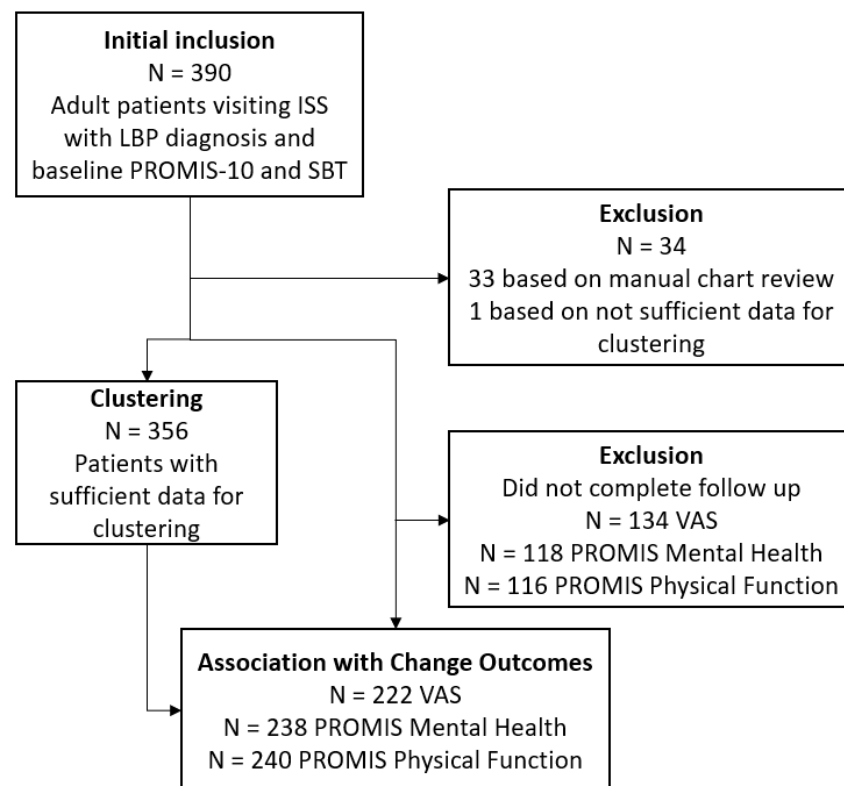 Initial inclusion
N = 390
Adult patients visiting ISS
with LBP diagnosis and
baseline PROMIS-10 and SBT
Exclusion
N = 34
33 based on manual chart review
1 based on not sufficient data for
clustering
Clustering
N = 356
Patients with
sufficient data for
clustering
Exclusion
Did not complete follow up
N = 134 VAS
N = 118 PROMIS Mental Health
N = 116 PROMIS Physical Function
Association with Change Outcomes
N = 222 VAS
N = 238 PROMIS Mental Health
N = 240 PROMIS Physical Function